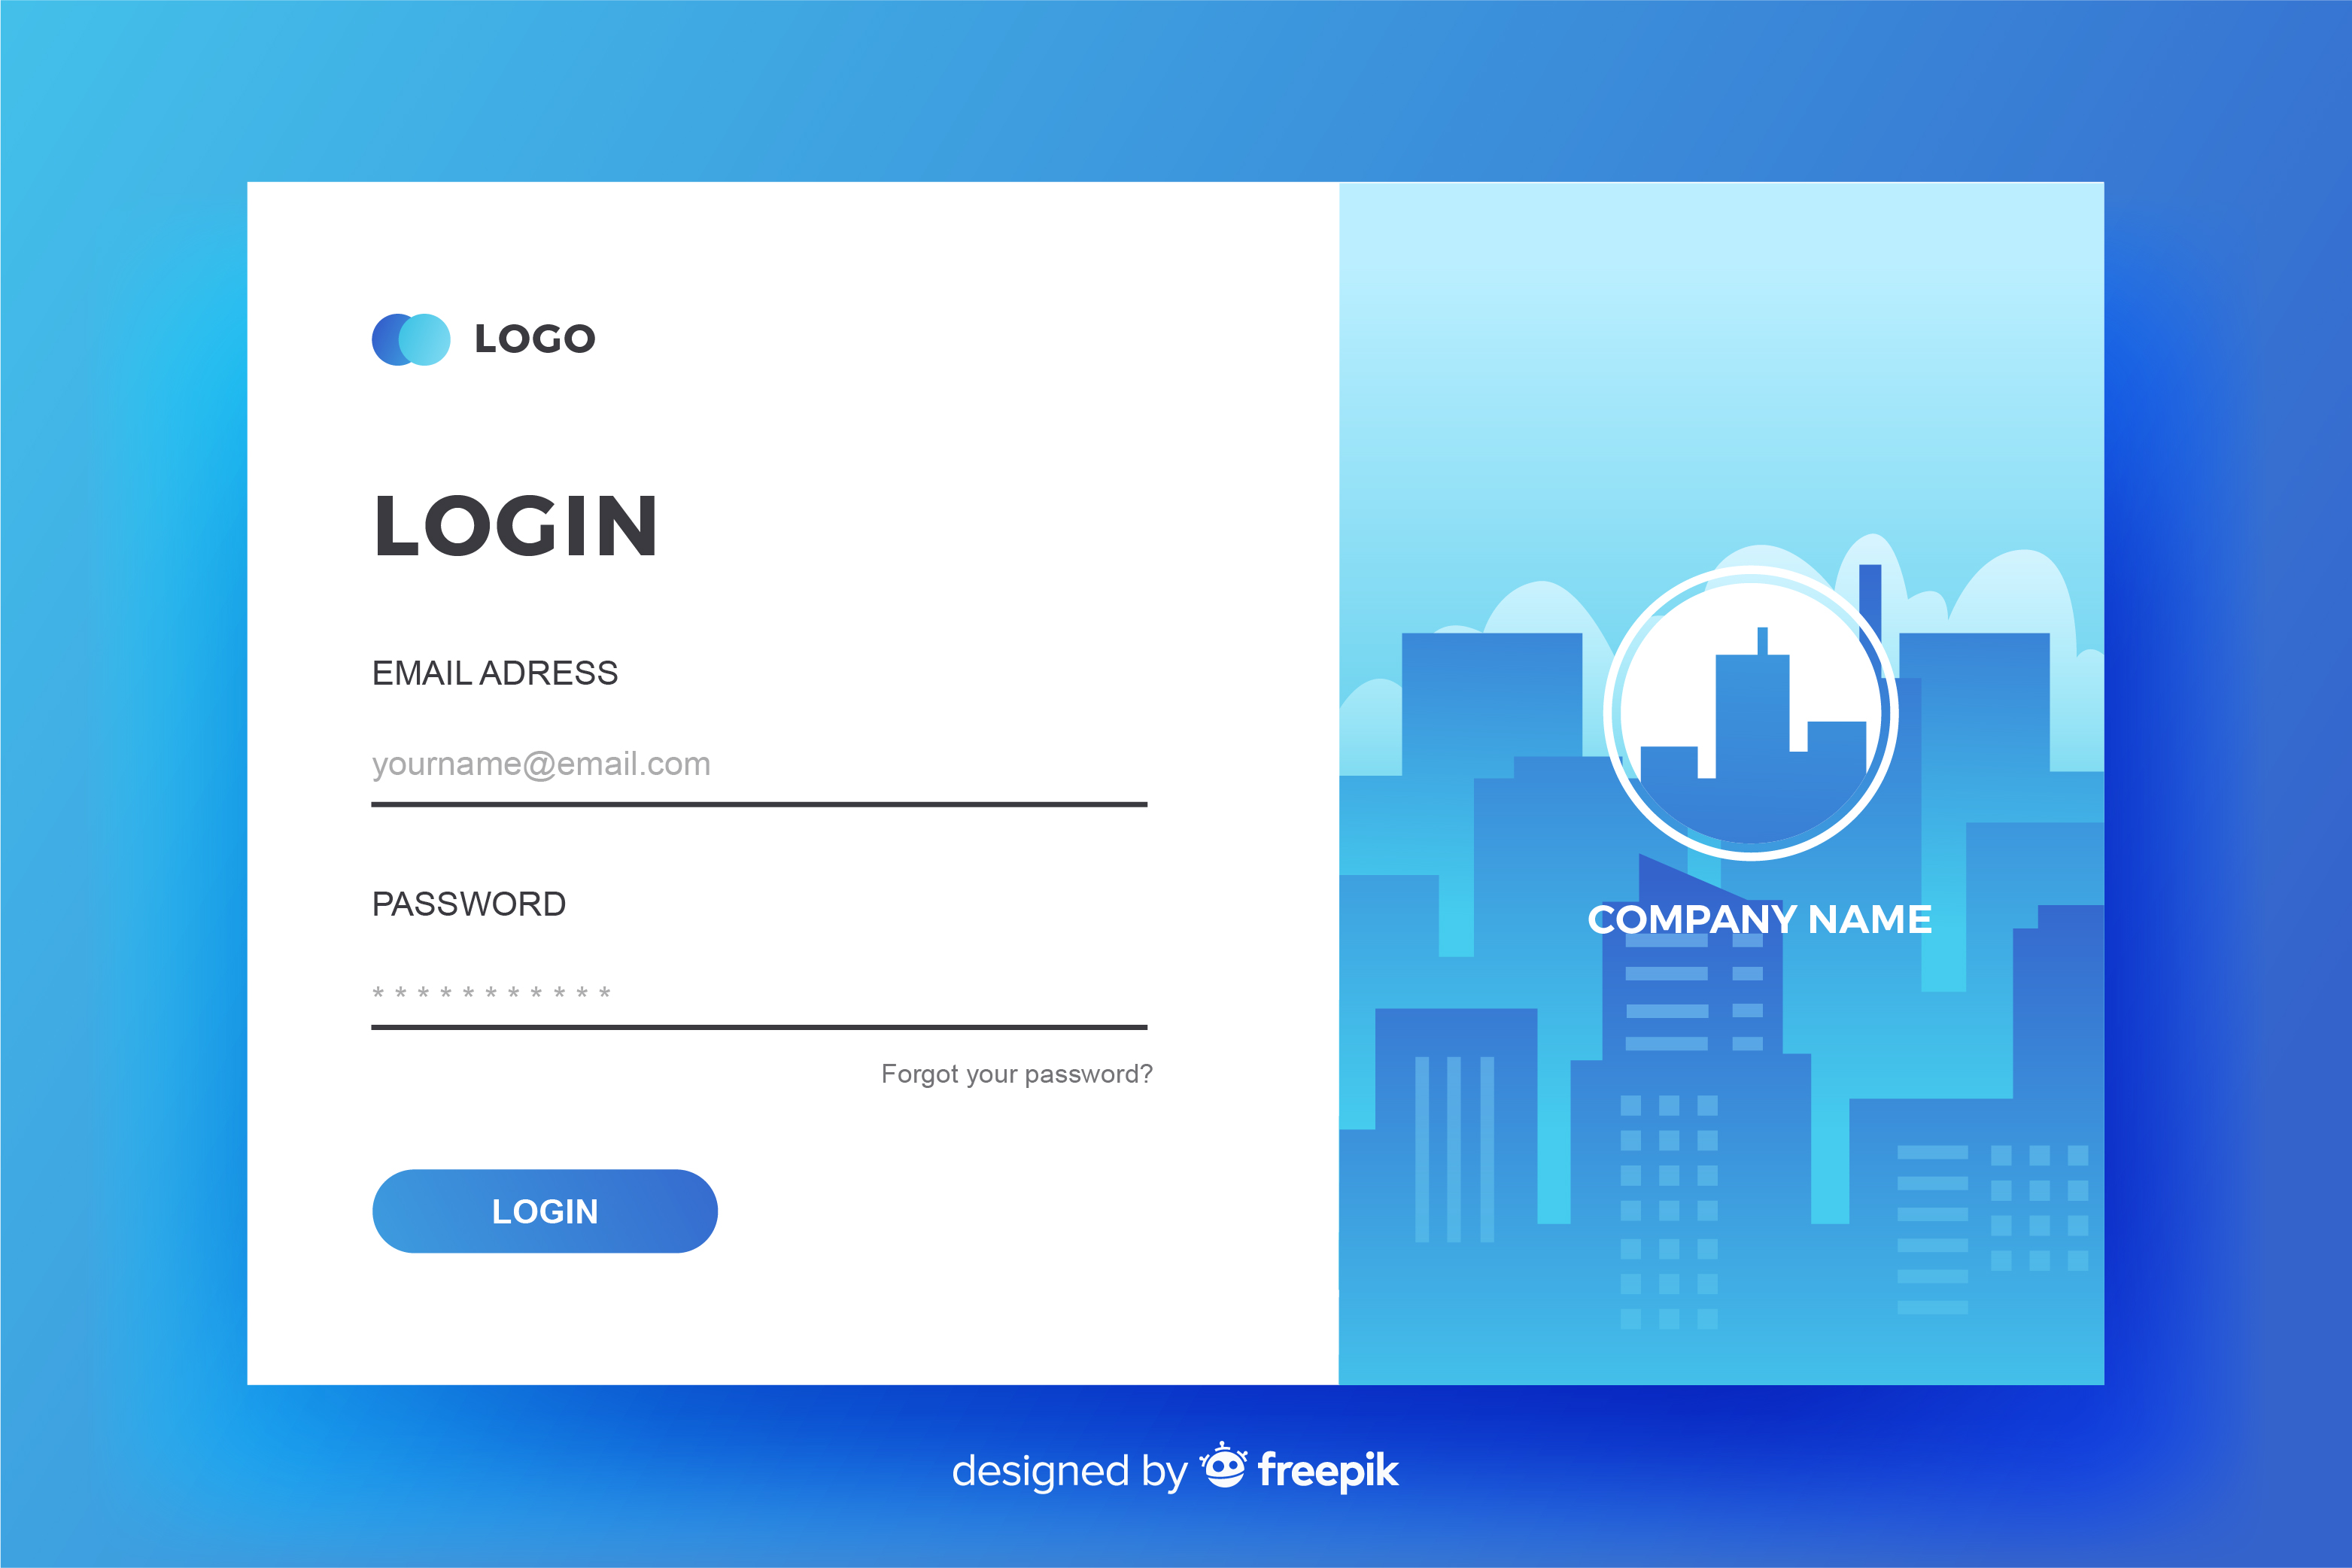 LOGO
LOGIN
EMAIL ADRESS
yourname@email.com
PASSWORD
* * * * * * * * * * *
Forgot your password?
LOGIN
COMPANY NAME
designed by freepik